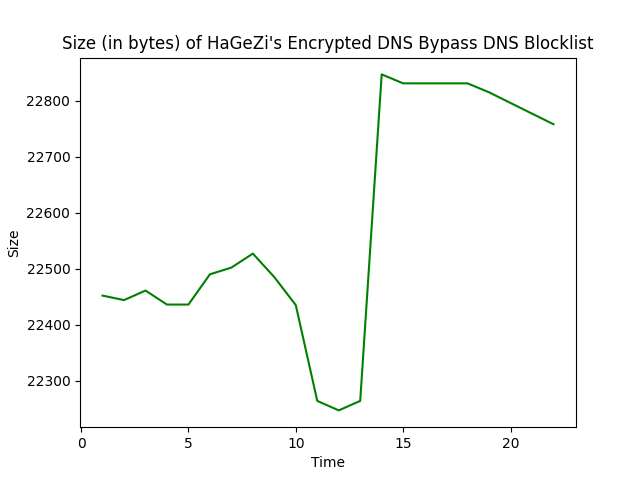 Size (in bytes) of HaGeZi's Encrypted DNS Bypass DNS Blocklist
22800
22700
22600
22500
22400
22300
Size
0 5 10 15 20
Time